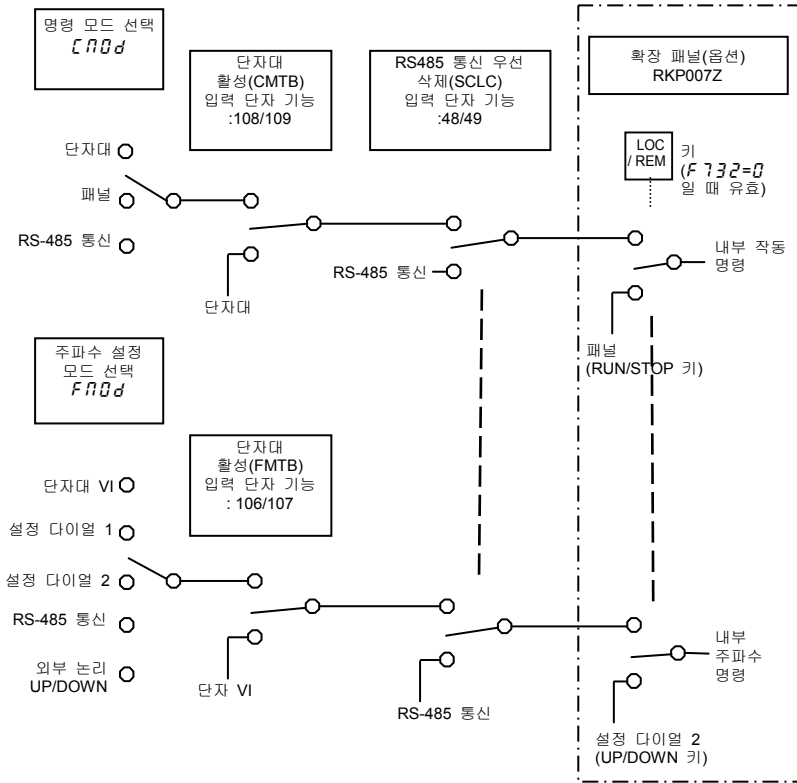 명령 모드 선택
CMOd
단자대
활성(CMTB)
입력 단자 기능
:108/109
RS485 통신 우선
삭제(SCLC)
입력 단자 기능
:48/49
확장 패널(옵션)
RKP007Z
LOC
/ REM
키
(F732=0
일 때 유효)
단자대
패널
RS-485 통신
단자대
RS-485 통신
내부 작동
명령
패널
(RUN/STOP 키)
주파수 설정
모드 선택
FMOd
단자대
활성(FMTB)
입력 단자 기능
: 106/107
단자대 VI
설정 다이얼 1
설정 다이얼 2
RS-485 통신
외부 논리
UP/DOWN
단자 VI
RS-485 통신
내부
주파수
명령
설정 다이얼 2
(UP/DOWN 키)